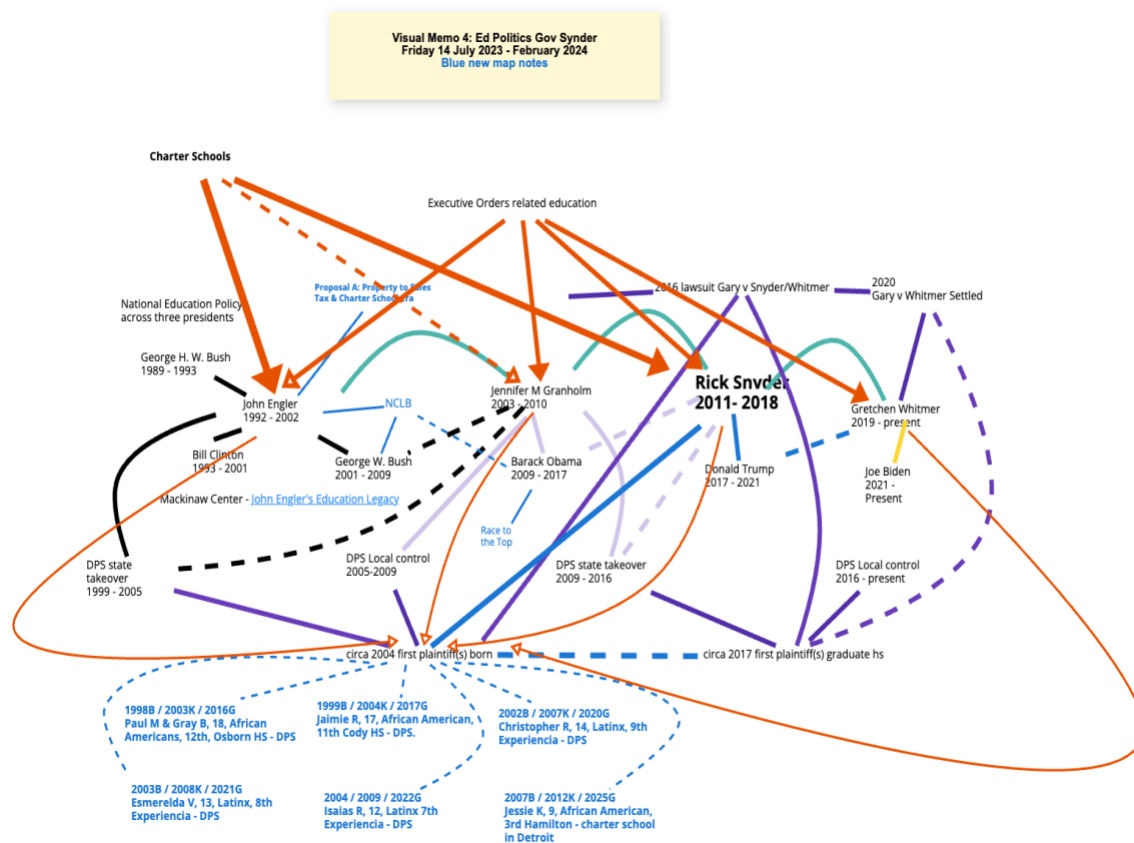 Visual Memo 4: Ed Politics Gov Synder
Friday 14 July 2023 - February 2024
Blue new map notes
Charter Schools
Executive Orders related education
National Education Policy
across three presidents
Proposal A: Property to Sales
Tax & Charter School Era
2016 lawsuit Gary v Snyder/Whitmer
2020
Gary v Whitmer Settled
George H. W. Bush
1989 - 1993
John Engler
1992 - 2002
NCLB
Jennifer M Granholm
2003 - 2010
Rick Snyder
2011- 2018
Gretchen Whitmer
2019 - present
Bill Clinton
1993 - 2001
George W. Bush
2001 - 2009
Barack Obama
2009 - 2017
Donald Trump
2017 - 2021
Joe Biden
2021 -
Present
Mackinaw Center - John Engler's Education Legacy
Race to
the Top
DPS state
takeover
1999 - 2005
DPS Local control
2005-2009
DPS state takeover
2009 - 2016
DPS Local control
2016 - present
circa 2004 first plaintiff(s) born
circa 2017 first plaintiff(s) graduate hs
1998B / 2003K / 2016G
Paul M & Gray B, 18, African
Americans, 12th, Osborn HS - DPS
1999B / 2004K / 2017G
Jaimie R, 17, African American,
11th Cody HS - DPS.
2002B / 2007K / 2020G
Christopher R, 14, Latinx, 9th
Experiencia - DPS
2003B / 2008K / 2021G
Esmerelda V, 13, Latinx, 8th
Experiencia - DPS
2004 / 2009 / 2022G
Isaias R, 12, Latinx 7th
Experiencia - DPS
2007B / 2012K / 2025G
Jessie K, 9, African American,
3rd Hamilton - charter school
in Detroit